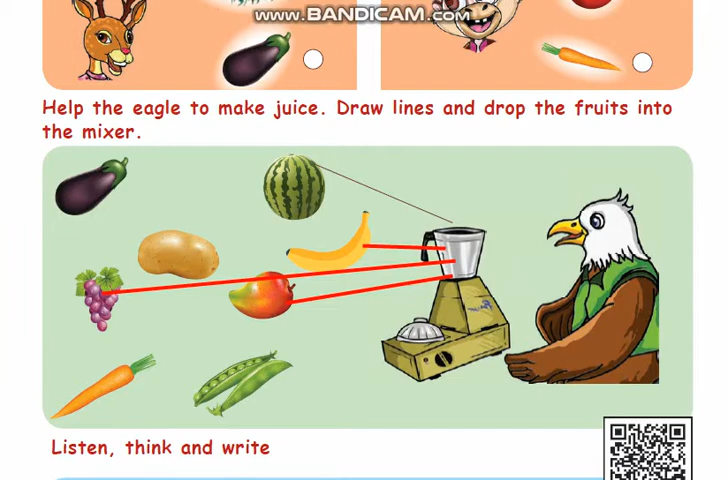 www.BANDICAM.com
Help the eagle to make juice. Draw lines and drop the fruits into
the mixer.
Listen, think and write